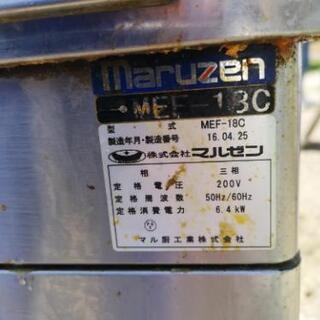 maruzen
MEF-18C
型 式 MEF-18C
製造年月・製造番号 16.04.25
株式会社マルゼン
相 三相
定格電圧 200V
定格周波数 50Hz/60Hz
定格消費電力 6.4kW
マル厨工業株式会社